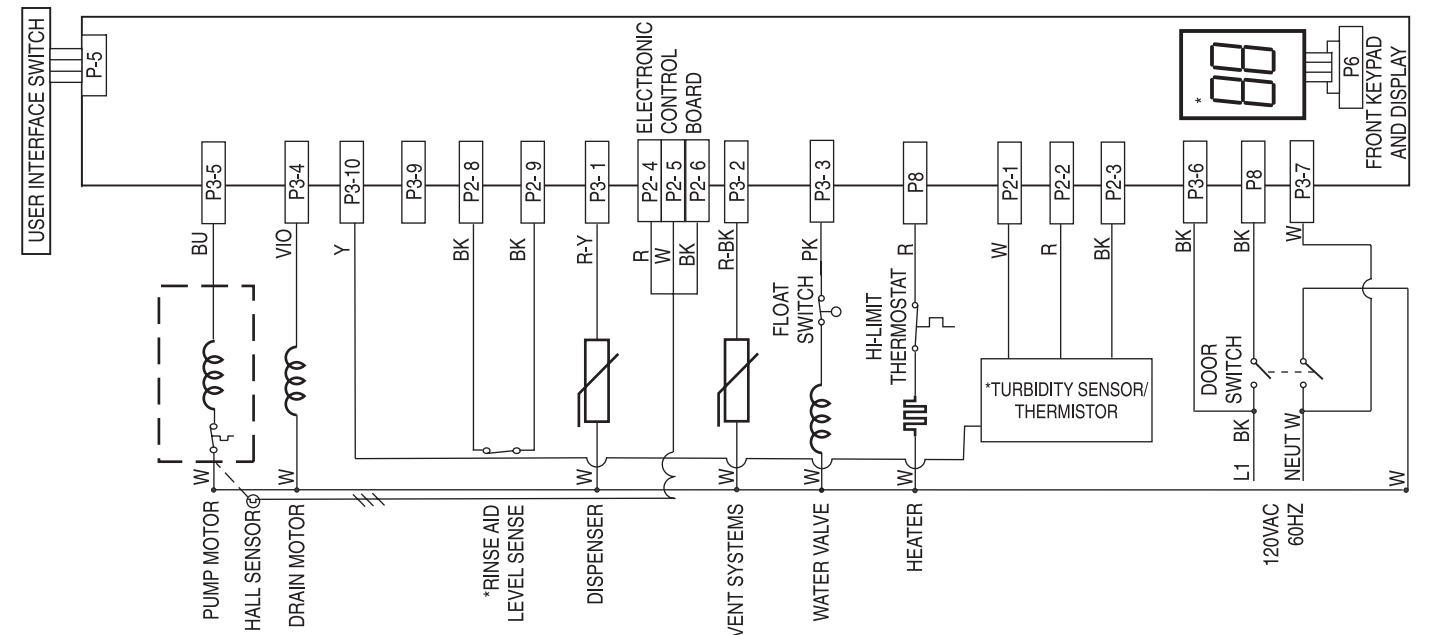 USER INTERFACE SWITCH
P-5
ELECTRONIC
CONTROL
BOARD
*
P6
FRONT KEYPAD
AND DISPLAY
P3-5
P3-4
P3-10
P3-9
P2- 8
P2- 9
P3- 1
P2- 4
P2- 5
P2- 6
P3- 2
P3- 3
P8
P2-1
P2-2
P2-3
P3-6
P8
P3-7
BU
VIO
Y
BK
BK
R-Y
R
W
BK
R-BK
PK
R
W
R
BK
BK
BK
W
FLOAT
SWITCH
HI-LIMIT
THERMOSTAT
*TURBIDITY SENSOR/
THERMISTOR
DOOR
SWITCH
W
W
W
W
W
W
L1 BK
NEUT W
W
PUMP MOTOR
HALL SENSOR
DRAIN MOTOR
*RINSE AID
LEVEL SENSE
DISPENSER
VENT SYSTEMS
WATER VALVE
HEATER
120VAC
60HZ